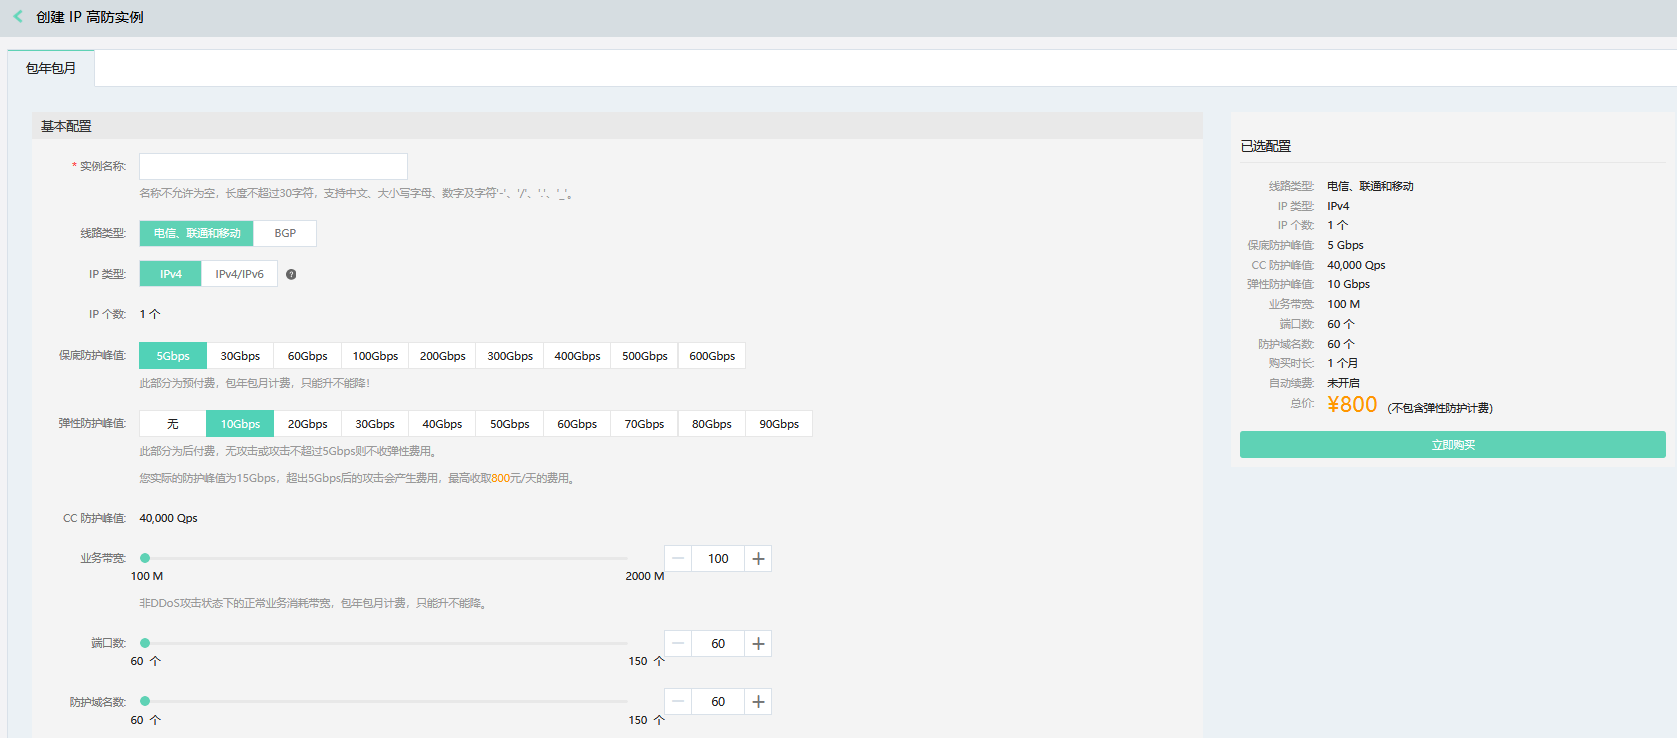 创建 IP 高防实例
包年包月
基本配置
* 实例名称:
名称不允许为空，长度不超过30字符，支持中文、大小写字母、数字及字符'-'、'/'、'.'、'_'。
线路类型: 电信、联通和移动 BGP
IP 类型: IPv4 IPv4/IPv6 ?
IP 个数: 1 个
保底防护峰值: 5Gbps 30Gbps 60Gbps 100Gbps 200Gbps 300Gbps 400Gbps 500Gbps 600Gbps
此部分为预付费，包年包月计费，只能升不能降！
弹性防护峰值: 无 10Gbps 20Gbps 30Gbps 40Gbps 50Gbps 60Gbps 70Gbps 80Gbps 90Gbps
此部分为后付费，无攻击或攻击不超过5Gbps则不收弹性费用。
您实际的防护峰值为15Gbps，超出5Gbps后的攻击会产生费用，最高收取800元/天的费用。
CC 防护峰值: 40,000 Qps
业务带宽: 100
100 M 2000 M
非DDoS攻击状态下的正常业务消耗带宽，包年包月计费，只能升不能降。
端口数: 60
60 个 150 个
防护域名数: 60
60 个 150 个
已选配置
线路类型: 电信、联通和移动
IP 类型: IPv4
IP 个数: 1 个
保底防护峰值: 5 Gbps
CC 防护峰值: 40,000 Qps
弹性防护峰值: 10 Gbps
业务带宽: 100 M
端口数: 60 个
防护域名数: 60 个
购买时长: 1 个月
自动续费: 未开启
总价: ¥800 (不包含弹性防护计费)
立即购买